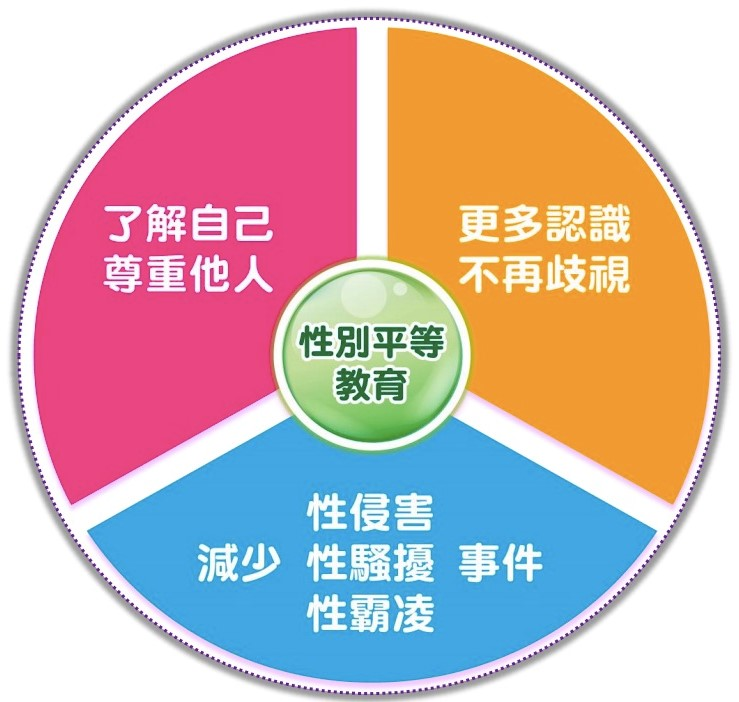 了解自己
尊重他人
更多認識
不再歧視
性別平等
教育
性侵害
減少 性騷擾 事件
性霸凌